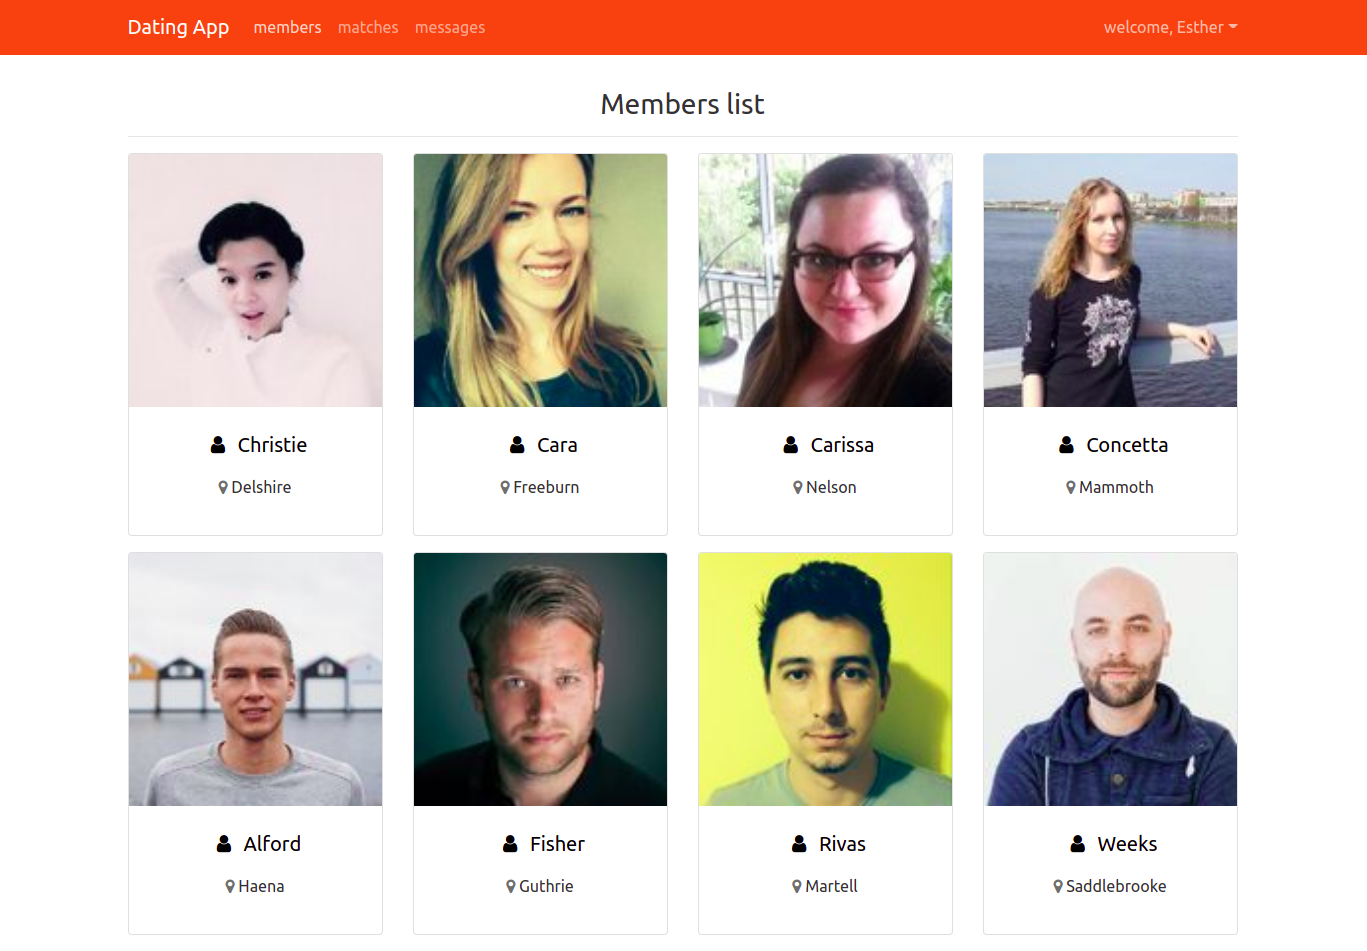 Dating App members matches messages welcome, Esther
Members list
Christie Cara Carissa Concetta
Delshire Freeburn Nelson Mammoth
Alford Fisher Rivas Weeks
Haena Guthrie Martell Saddlebrooke